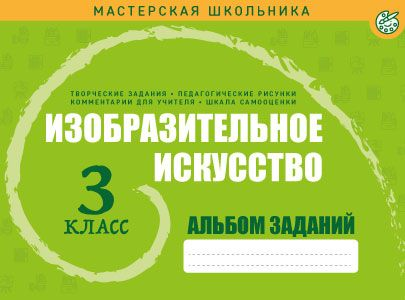 МАСТЕРСКАЯ ШКОЛЬНИКА
ТВОРЧЕСКИЕ ЗАДАНИЯ • ПЕДАГОГИЧЕСКИЕ РИСУНКИ
КОММЕНТАРИИ ДЛЯ УЧИТЕЛЯ • ШКАЛА САМООЦЕНКИ
ИЗОБРАЗИТЕЛЬНОЕ
ИСКУССТВО
3
КЛАСС
АЛЬБОМ ЗАДАНИЙ